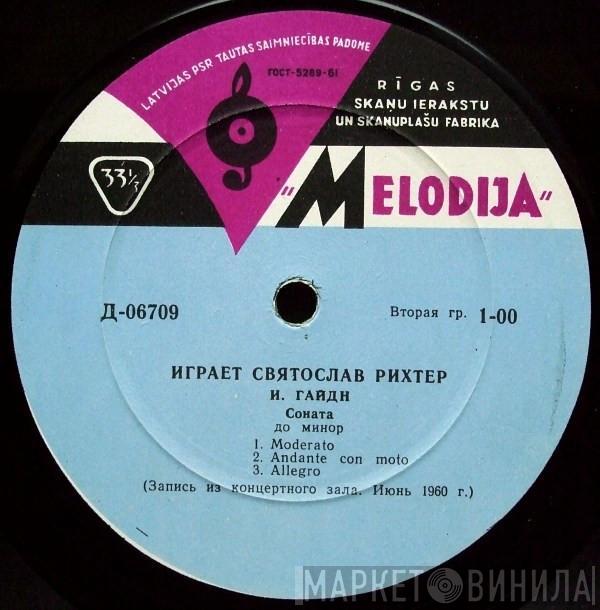 LATVIJAS PSR TAUTAS SAIMNIECĪBAS PADOME
ГОСТ-5289-61
RĪGAS
SKAŅU IERAKSTU
UN SKAŅUPLAŠU FABRIKA
33⅓
"MELODIJA"
Д-06709
Вторая гр. 1-00
ИГРАЕТ СВЯТОСЛАВ РИХТЕР
И. ГАЙДН
Соната
до минор
1. Moderato
2. Andante con moto
3. Allegro
(Запись из концертного зала. Июнь 1960 г.)
МАРКЕТ ВИНИЛА